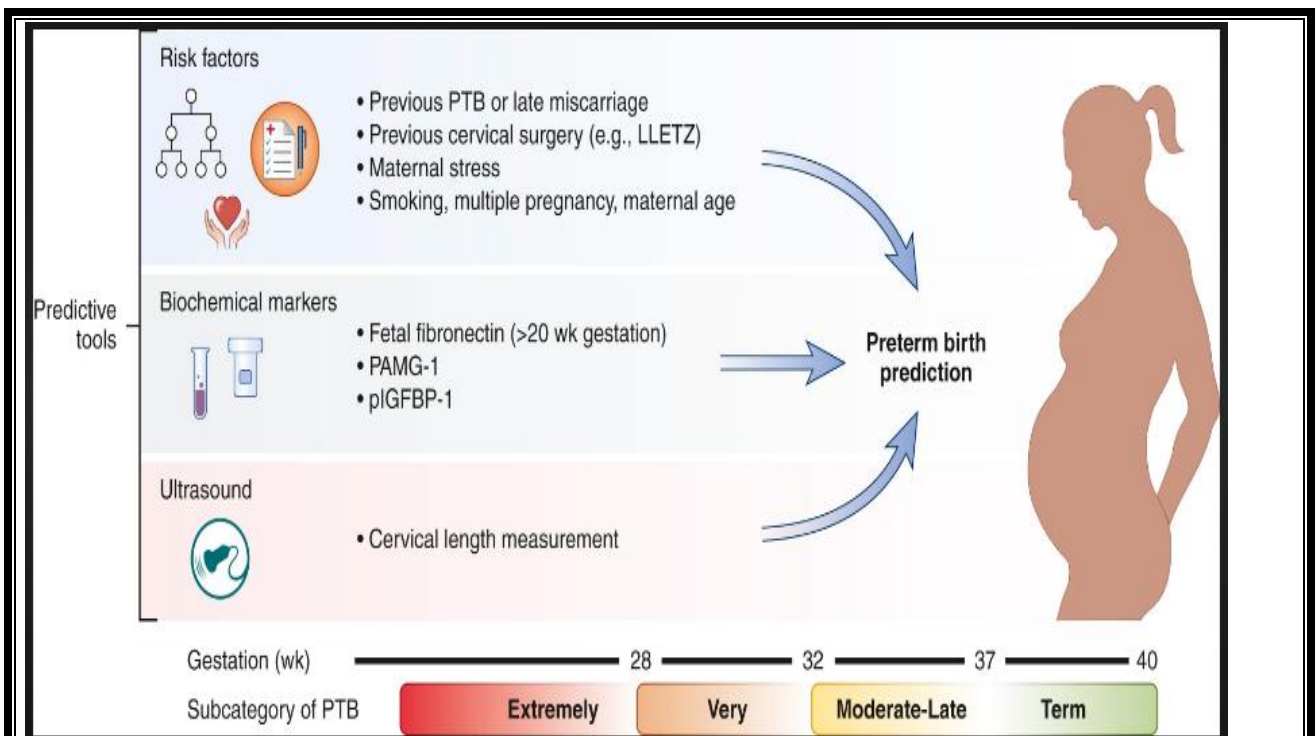 Risk factors
• Previous PTB or late miscarriage
• Previous cervical surgery (e.g., LLETZ)
• Maternal stress
• Smoking, multiple pregnancy, maternal age
Predictive
tools
Biochemical markers
• Fetal fibronectin (>20 wk gestation)
• PAMG-1
• pIGFBP-1
Preterm birth
prediction
Ultrasound
• Cervical length measurement
Gestation (wk) 28 32 37 40
Subcategory of PTB Extremely Very Moderate-Late Term